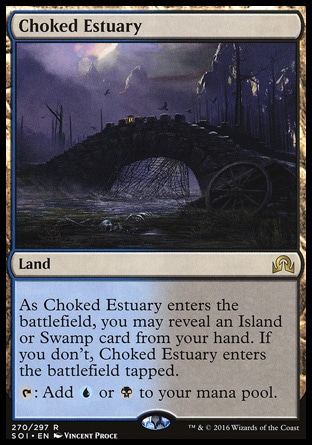 Choked Estuary
Land
As Choked Estuary enters the
battlefield, you may reveal an Island
or Swamp card from your hand. If
you don't, Choked Estuary enters
the battlefield tapped.
: Add or to your mana pool.
270/297 R
SOI • EN Vincent Proce
™ & © 2016 Wizards of the Coast